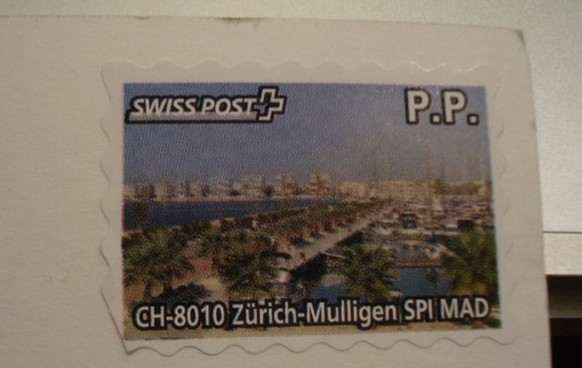 SWISS POST P.P.
CH-8010 Zürich-Mulligen SPI MAD